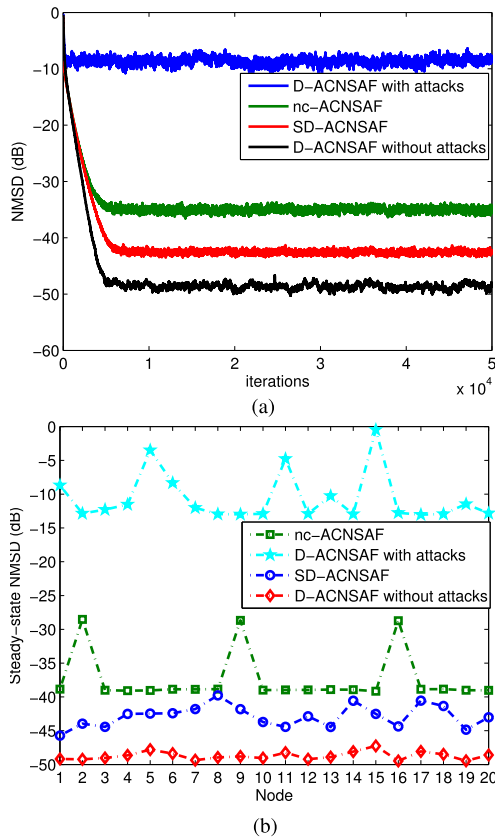 0
−10
−20
−30
−40
−50
−60
NMSD (dB)
D−ACNSAF with attacks
nc−ACNSAF
SD−ACNSAF
D−ACNSAF without attacks
0 1 2 3 4 5
iterations
x 10^4
(a)
0
−5
−10
−15
−20
−25
−30
−35
−40
−45
−50
Steady−state NMSD (dB)
nc−ACNSAF
D−ACNSAF with attacks
SD−ACNSAF
D−ACNSAF without attacks
1 2 3 4 5 6 7 8 9 10 11 12 13 14 15 16 17 18 19 20
Node
(b)